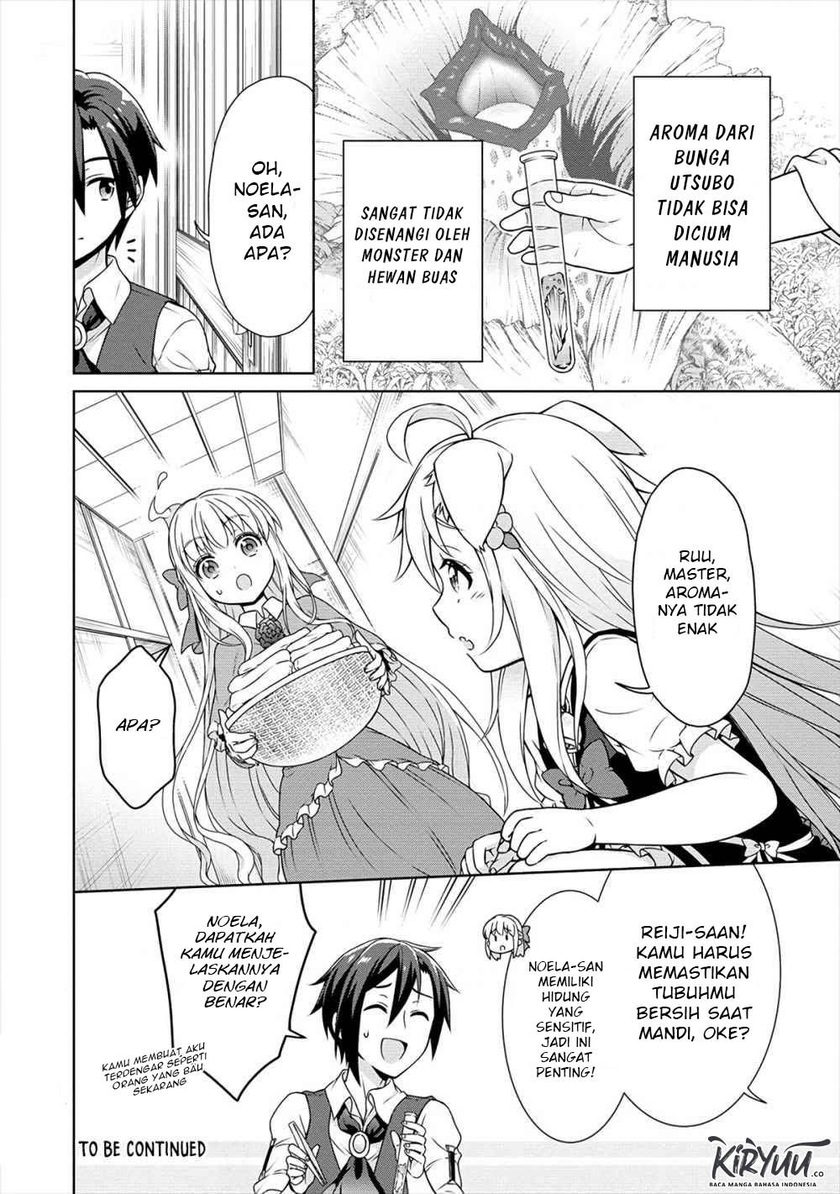 AROMA DARI
BUNGA
UTSUBO
TIDAK BISA
DICIUM
MANUSIA
SANGAT TIDAK
DISENANGI OLEH
MONSTER DAN
HEWAN BUAS
OH,
NOELA-
SAN,
ADA
APA?
RUU,
MASTER,
AROMA-
NYA TIDAK
ENAK
APA?
REIJI-SAAN!
KAMU HARUS
MEMASTIKAN
TUBUHMU
BERSIH SAAT
MANDI, OKE?
NOELA-SAN
MEMILIKI
HIDUNG
YANG
SENSITIF,
JADI INI
SANGAT
PENTING!
NOELA,
DAPATKAH
KAMU MENJE-
LASKANNYA
DENGAN
BENAR?
KAMU MEMBUAT AKU
TERDENGAR SEPERTI
ORANG YANG BAU
SEKARANG
TO BE CONTINUED
KIRYUU.CO
BACA MANGA BAHASA INDONESIA